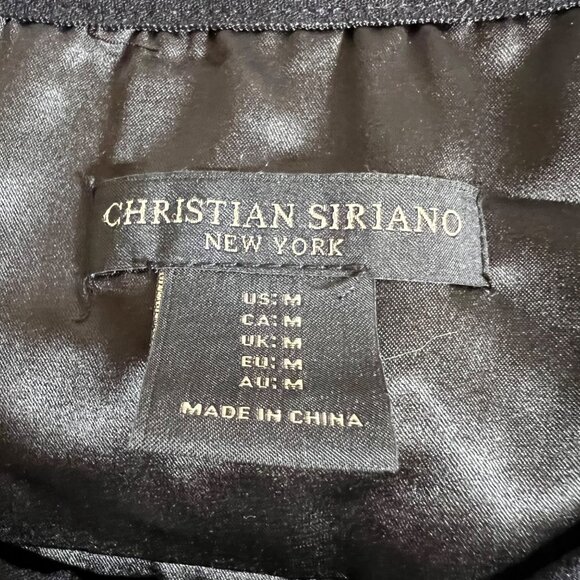 CHRISTIAN SIRIANO
NEW YORK
US: M
CA: M
UK: M
EU: M
AU: M
MADE IN CHINA